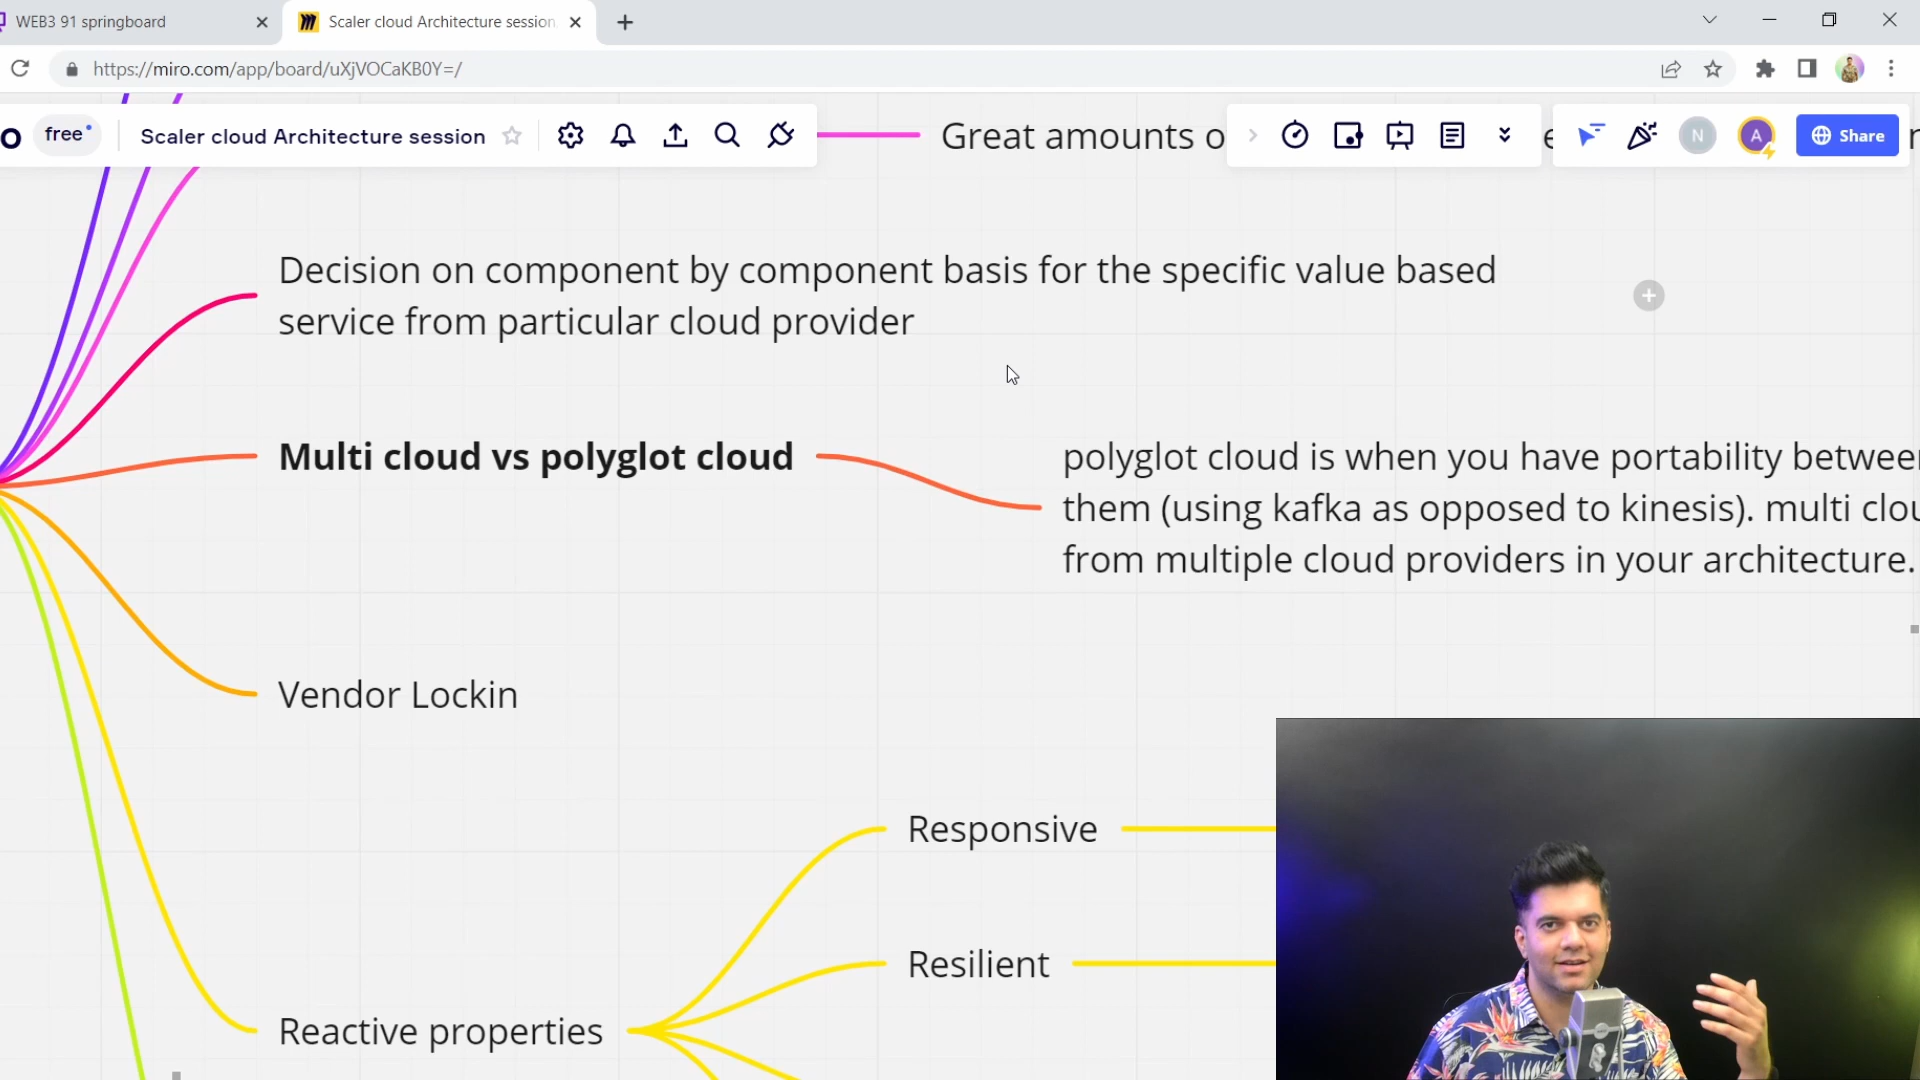 WEB3 91 springboard
Scaler cloud Architecture session
https://miro.com/app/board/uXjVOCaKB0Y=/
o free Scaler cloud Architecture session
Great amounts o
N A Share
Decision on component by component basis for the specific value based
service from particular cloud provider
Multi cloud vs polyglot cloud
polyglot cloud is when you have portability between
them (using kafka as opposed to kinesis). multi clou
from multiple cloud providers in your architecture.
Vendor Lockin
Responsive
Resilient
Reactive properties